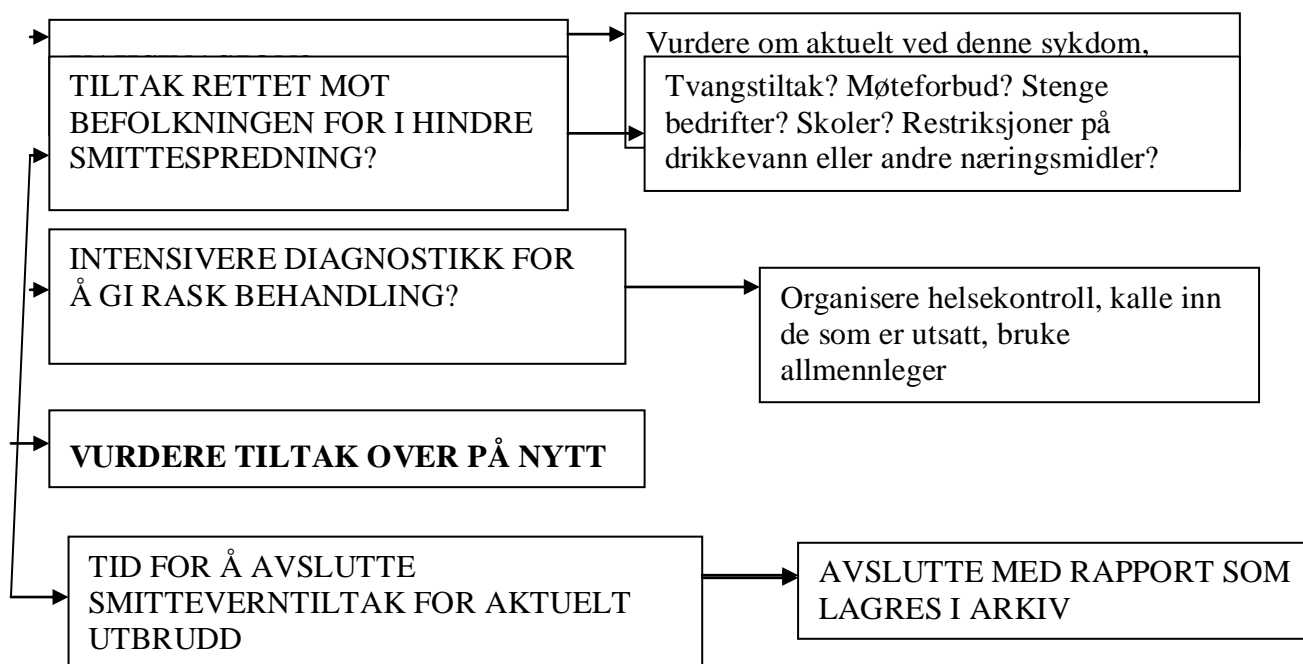 Vurdere om aktuelt ved denne sykdom,
TILTAK RETTET MOT
BEFOLKNINGEN FOR I HINDRE
SMITTESPREDNING?
Tvangstiltak? Møteforbud? Stenge
bedrifter? Skoler? Restriksjoner på
drikkevann eller andre næringsmidler?
INTENSIVERE DIAGNOSTIKK FOR
Å GI RASK BEHANDLING?
Organisere helsekontroll, kalle inn
de som er utsatt, bruke
allmennleger
VURDERE TILTAK OVER PÅ NYTT
TID FOR Å AVSLUTTE
SMITTEVERNTILTAK FOR AKTUELT
UTBRUDD
AVSLUTTE MED RAPPORT SOM
LAGRES I ARKIV